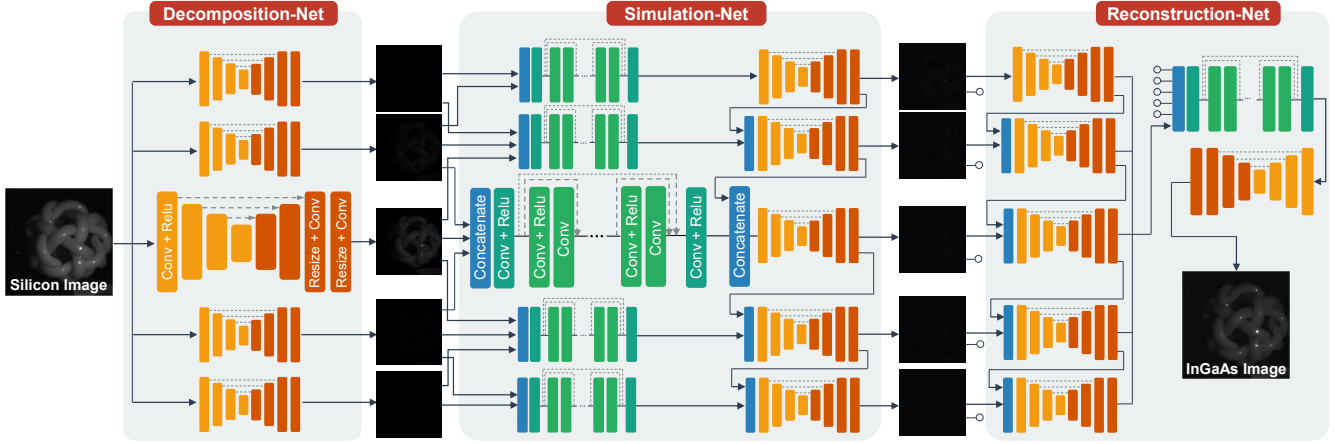 Decomposition-Net
Simulation-Net
Reconstruction-Net
Silicon Image
Conv + Relu
Resize + Conv
Resize + Conv
Concatenate
Conv + Relu
Conv + Relu
Conv
Conv + Relu
Conv
Conv + Relu
Concatenate
InGaAs Image